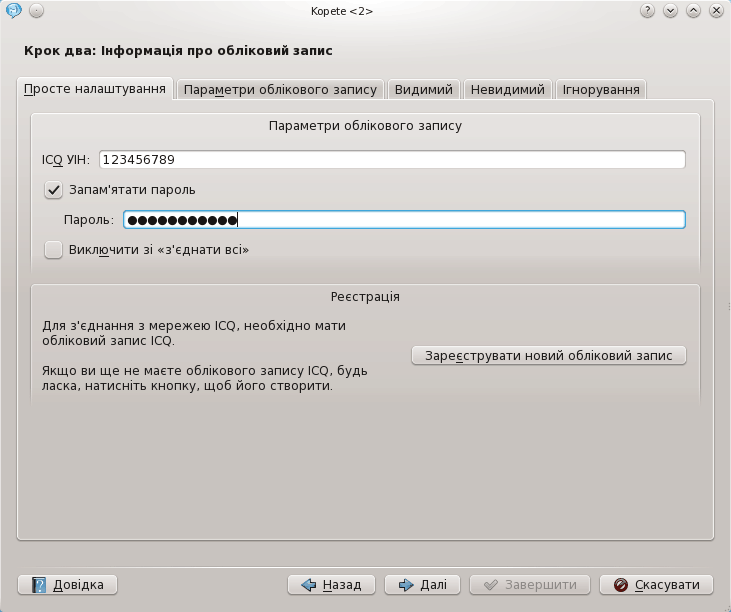 Kopete <2>
Крок два: Інформація про обліковий запис
Просте налаштування
Параметри облікового запису
Видимий
Невидимий
Ігнорування
Параметри облікового запису
ICQ УІН: 123456789
Запам'ятати пароль
Пароль: ●●●●●●●●●●●
Виключити зі «з'єднати всі»
Реєстрація
Для з'єднання з мережею ICQ, необхідно мати
обліковий запис ICQ.
Якщо ви ще не маєте облікового запису ICQ, будь
ласка, натисніть кнопку, щоб його створити.
Зареєструвати новий обліковий запис
Довідка
Назад
Далі
Завершити
Скасувати